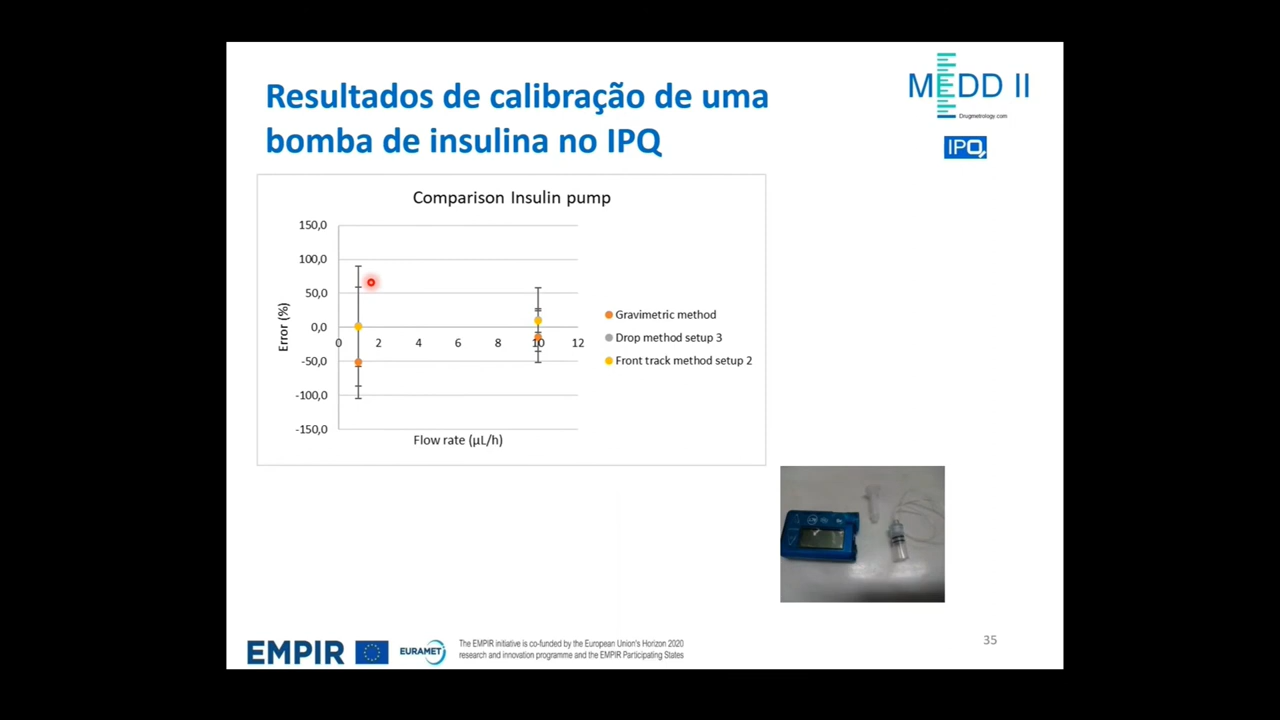 Resultados de calibração de uma
bomba de insulina no IPQ
MEDD II
Drugmetrology.com
IPQ
Comparison Insulin pump
150,0
100,0
50,0
0,0
-50,0
-100,0
-150,0
Error (%)
0 2 4 6 8 10 12
Flow rate (µL/h)
Gravimetric method
Drop method setup 3
Front track method setup 2
35
EMPIR
EURAMET
The EMPIR initiative is co-funded by the European Union's Horizon 2020
research and innovation programme and the EMPIR Participating States